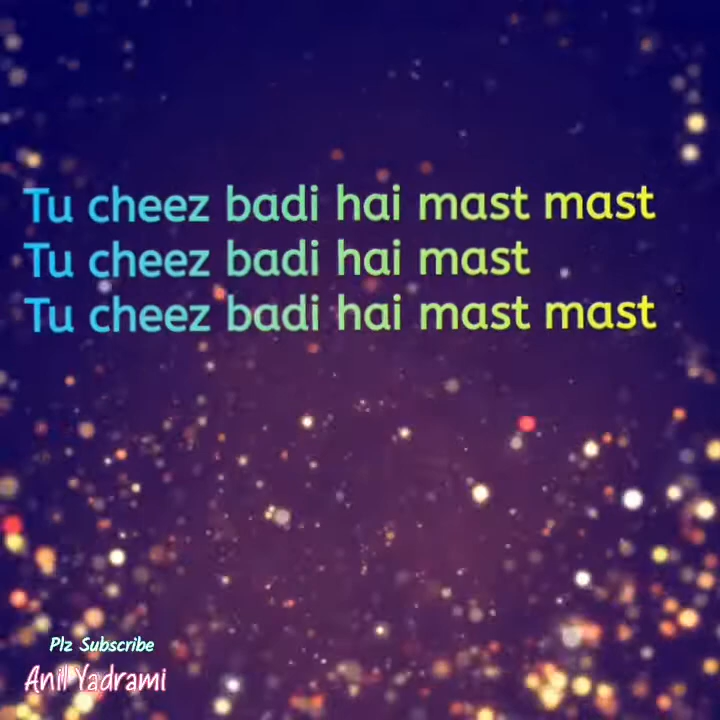 Tu cheez badi hai mast mast
Tu cheez badi hai mast
Tu cheez badi hai mast mast
Plz Subscribe
Anil Yadrami